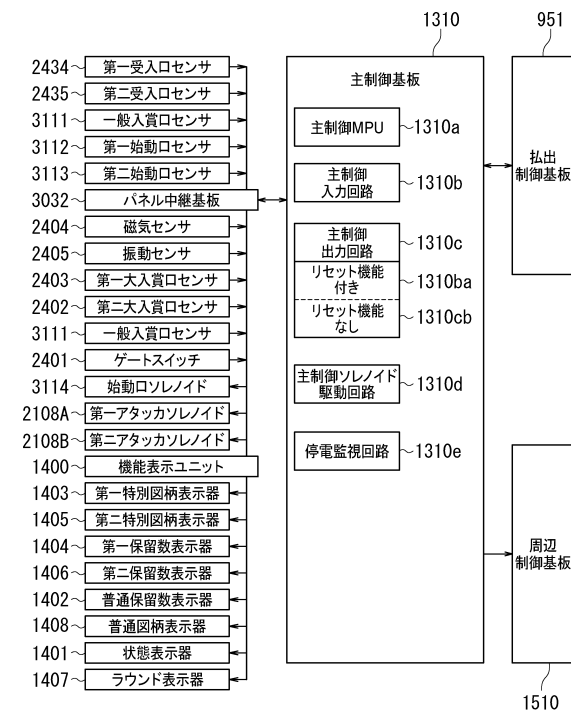 1310
951
2434 第一受入口センサ
2435 第二受入口センサ
3111 一般入賞口センサ
3112 第一始動口センサ
3113 第二始動口センサ
3032 パネル中継基板
2404 磁気センサ
2405 振動センサ
2403 第一大入賞口センサ
2402 第二大入賞口センサ
3111 一般入賞口センサ
2401 ゲートスイッチ
3114 始動口ソレノイド
2108A 第一アタッカソレノイド
2108B 第二アタッカソレノイド
1400 機能表示ユニット
1403 第一特別図柄表示器
1405 第二特別図柄表示器
1404 第一保留数表示器
1406 第二保留数表示器
1402 普通保留数表示器
1408 普通図柄表示器
1401 状態表示器
1407 ラウンド表示器
主制御基板
主制御MPU 1310a
主制御
入力回路 1310b
主制御
出力回路 1310c
リセット機能
付き 1310ba
リセット機能
なし 1310cb
主制御ソレノイド
駆動回路 1310d
停電監視回路 1310e
払出
制御基板
周辺
制御基板
1510